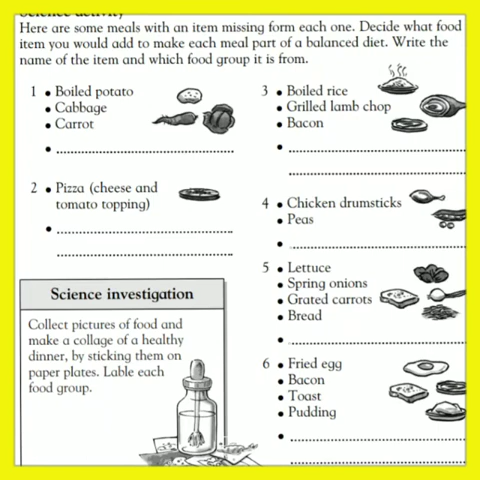 Science activity
Here are some meals with an item missing form each one. Decide what food
item you would add to make each meal part of a balanced diet. Write the
name of the item and which food group it is from.
1 • Boiled potato
• Cabbage
• Carrot
•
2 • Pizza (cheese and
tomato topping)
•
Science investigation
Collect pictures of food and
make a collage of a healthy
dinner, by sticking them on
paper plates. Lable each
food group.
3 • Boiled rice
• Grilled lamb chop
• Bacon
•
4 • Chicken drumsticks
• Peas
•
5 • Lettuce
• Spring onions
• Grated carrots
• Bread
•
6 • Fried egg
• Bacon
• Toast
• Pudding
•